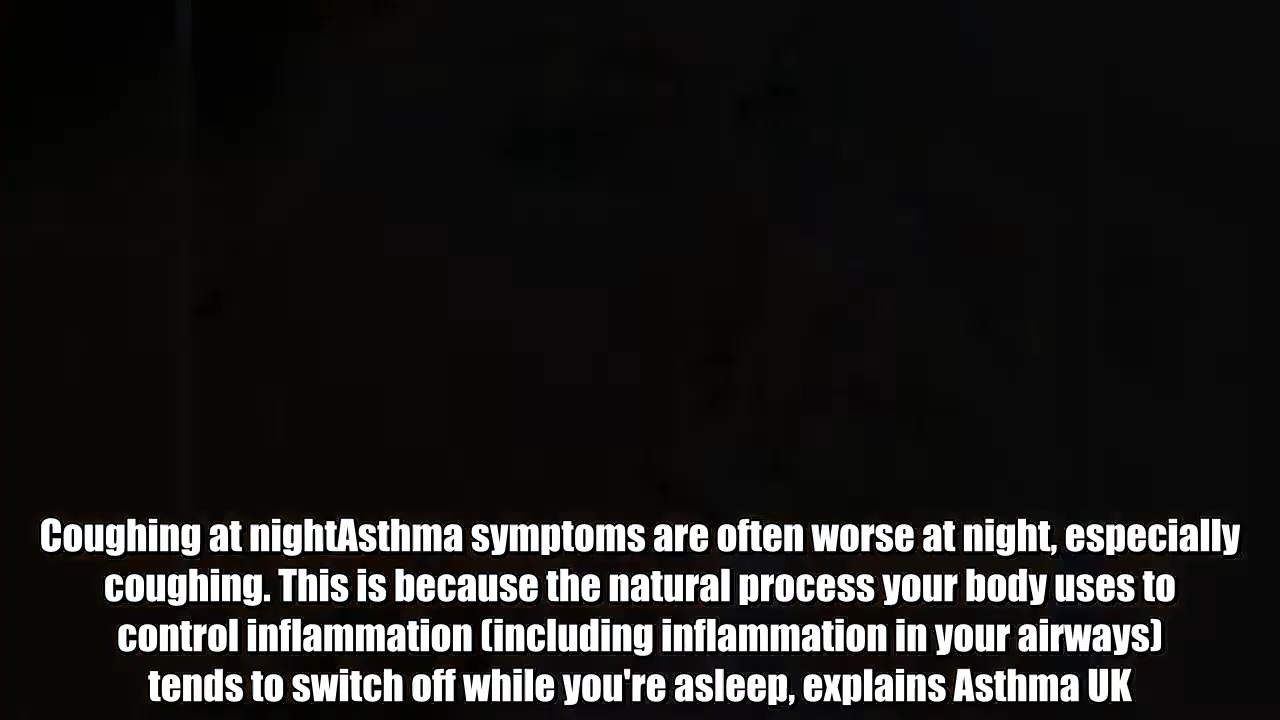 Coughing at nightAsthma symptoms are often worse at night, especially
coughing. This is because the natural process your body uses to
control inflammation (including inflammation in your airways)
tends to switch off while you're asleep, explains Asthma UK